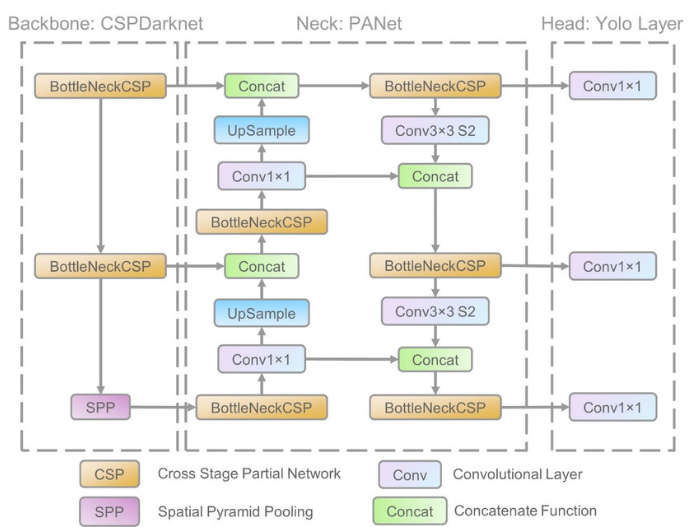 Backbone: CSPDarknet Neck: PANet Head: Yolo Layer
BottleNeckCSP Concat BottleNeckCSP Conv1×1
UpSample Conv3×3 S2
Conv1×1 Concat
BottleNeckCSP
BottleNeckCSP Concat BottleNeckCSP Conv1×1
UpSample Conv3×3 S2
Conv1×1 Concat
SPP BottleNeckCSP BottleNeckCSP Conv1×1
CSP Cross Stage Partial Network Conv Convolutional Layer
SPP Spatial Pyramid Pooling Concat Concatenate Function